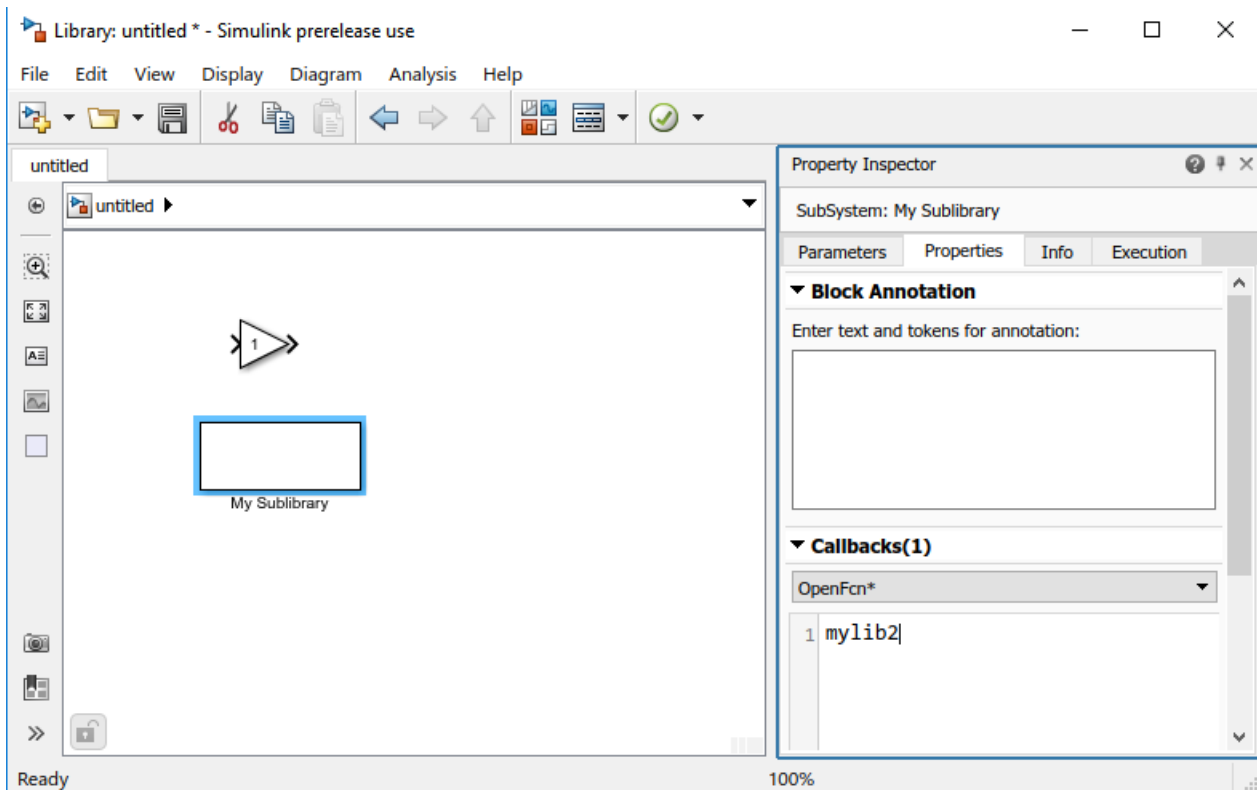 Library: untitled * - Simulink prerelease use
File Edit View Display Diagram Analysis Help
untitled
untitled
1
My Sublibrary
Property Inspector
SubSystem: My Sublibrary
Parameters Properties Info Execution
Block Annotation
Enter text and tokens for annotation:
Callbacks(1)
OpenFcn*
1 mylib2
Ready 100%